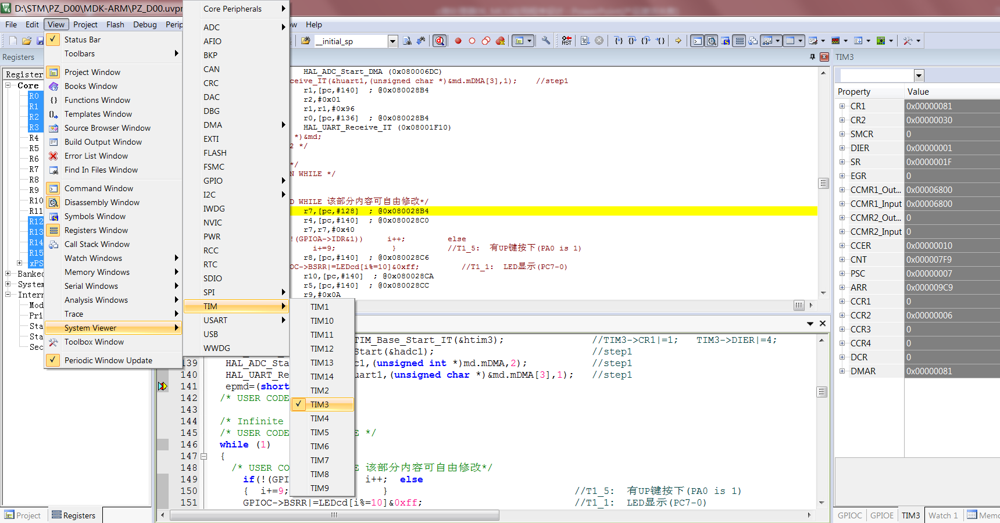 D:\STM\PZ_D00\MDK-ARM\PZ_D00.uvpr
File Edit View Project Flash Debug Perip w Help
__initial_sp
Status Bar
Toolbars
Project Window
Books Window
Functions Window
Templates Window
Source Browser Window
Build Output Window
Error List Window
Find In Files Window
Command Window
Disassembly Window
Symbols Window
Registers Window
Call Stack Window
Watch Windows
Memory Windows
Serial Windows
Analysis Windows
Trace
System Viewer
Toolbox Window
Periodic Window Update
Core Peripherals
ADC
AFIO
BKP
CAN
CRC
DAC
DBG
DMA
EXTI
FLASH
FSMC
GPIO
I2C
IWDG
NVIC
PWR
RCC
RTC
SDIO
SPI
TIM
USART
USB
WWDG
TIM1
TIM10
TIM11
TIM12
TIM13
TIM14
TIM2
TIM3
TIM4
TIM5
TIM6
TIM7
TIM8
TIM9
Registers
Register
Core
R0
R1
R2
R3
R4
R5
R6
R7
R8
R9
R10
R11
R12
R13
R14
R15
xPS
Banked
System
Intern
Mod
Pri
Sta
Sta
Sec
Project Registers
HAL_ADC_Start_DMA (0x080006DC)
ceive_IT(&huart1,(unsigned char *)&md.mDMA[3],1); //step1
r1,[pc,#140] ; @0x080028B4
r2,#0x01
r1,r1,#0x96
r0,[pc,#136] ; @0x080028B4
HAL_UART_Receive_IT (0x08001F10)
*)&md;
2 */
*/
N WHILE */
D WHILE 该部分内容可自由修改*/
r7,[pc,#128] ; @0x080028B4
r4,[pc,#140] ; @0x080028C0
r7,r7,#0x40
!(GPIOA->IDR&1)) i++; else
i+=9; } //T1_5: 有UP键按下(PA0 is 1)
r8,[pc,#140] ; @0x080028C6
OC->BSRR|=LEDcd[i%=10]&0xff; //T1_1: LED显示(PC7-0)
r10,[pc,#140] ; @0x080028CA
r5,[pc,#140] ; @0x080028CC
r9,#0x0A
TIM_Base_Start_IT(&htim3); //TIM3->CR1|=1; TIM3->DIER|=4;
Start(&hadc1); //step1
139 HAL_ADC_Sta dc1,(unsigned int *)md.mDMA,2); //step1
140 HAL_UART_Re uart1,(unsigned char *)&md.mDMA[3],1); //step1
141 epmd=(short
142 /* USER CODE
143
144 /* Infinite
145 /* USER CODE E */
146 while (1)
147 {
148 /* USER CO E 该部分内容可自由修改*/
149 if(!(GPI i++; else
150 { i+=9; } //T1_5: 有UP键按下(PA0 is 1)
151 GPIOC->BSRR|=LEDcd[i%=10]&0xff; //T1_1: LED显示(PC7-0)
TIM3
Property Value
CR1 0x00000081
CR2 0x00000030
SMCR 0
DIER 0x00000001
SR 0x0000001F
EGR 0
CCMR1_Out... 0x00006800
CCMR1_Input 0x00006800
CCMR2_Out... 0
CCMR2_Input 0
CCER 0x00000010
CNT 0x000007F9
PSC 0x00000007
ARR 0x000009C9
CCR1 0
CCR2 0x00000006
CCR3 0
CCR4 0
DCR 0
DMAR 0x00000081
GPIOC GPIOE TIM3 Watch 1 Memo